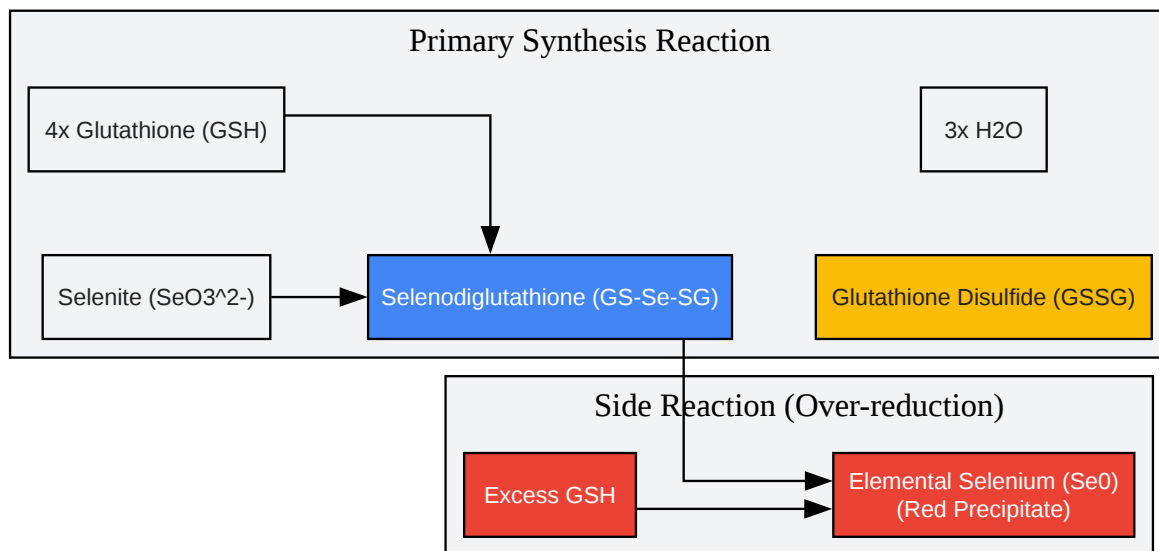 Primary Synthesis Reaction
4x Glutathione (GSH)
3x H2O
Selenite (SeO3^2-)
Selenodiglutathione (GS-Se-SG)
Glutathione Disulfide (GSSG)
Side Reaction (Over-reduction)
Excess GSH
Elemental Selenium (Se0)
(Red Precipitate)